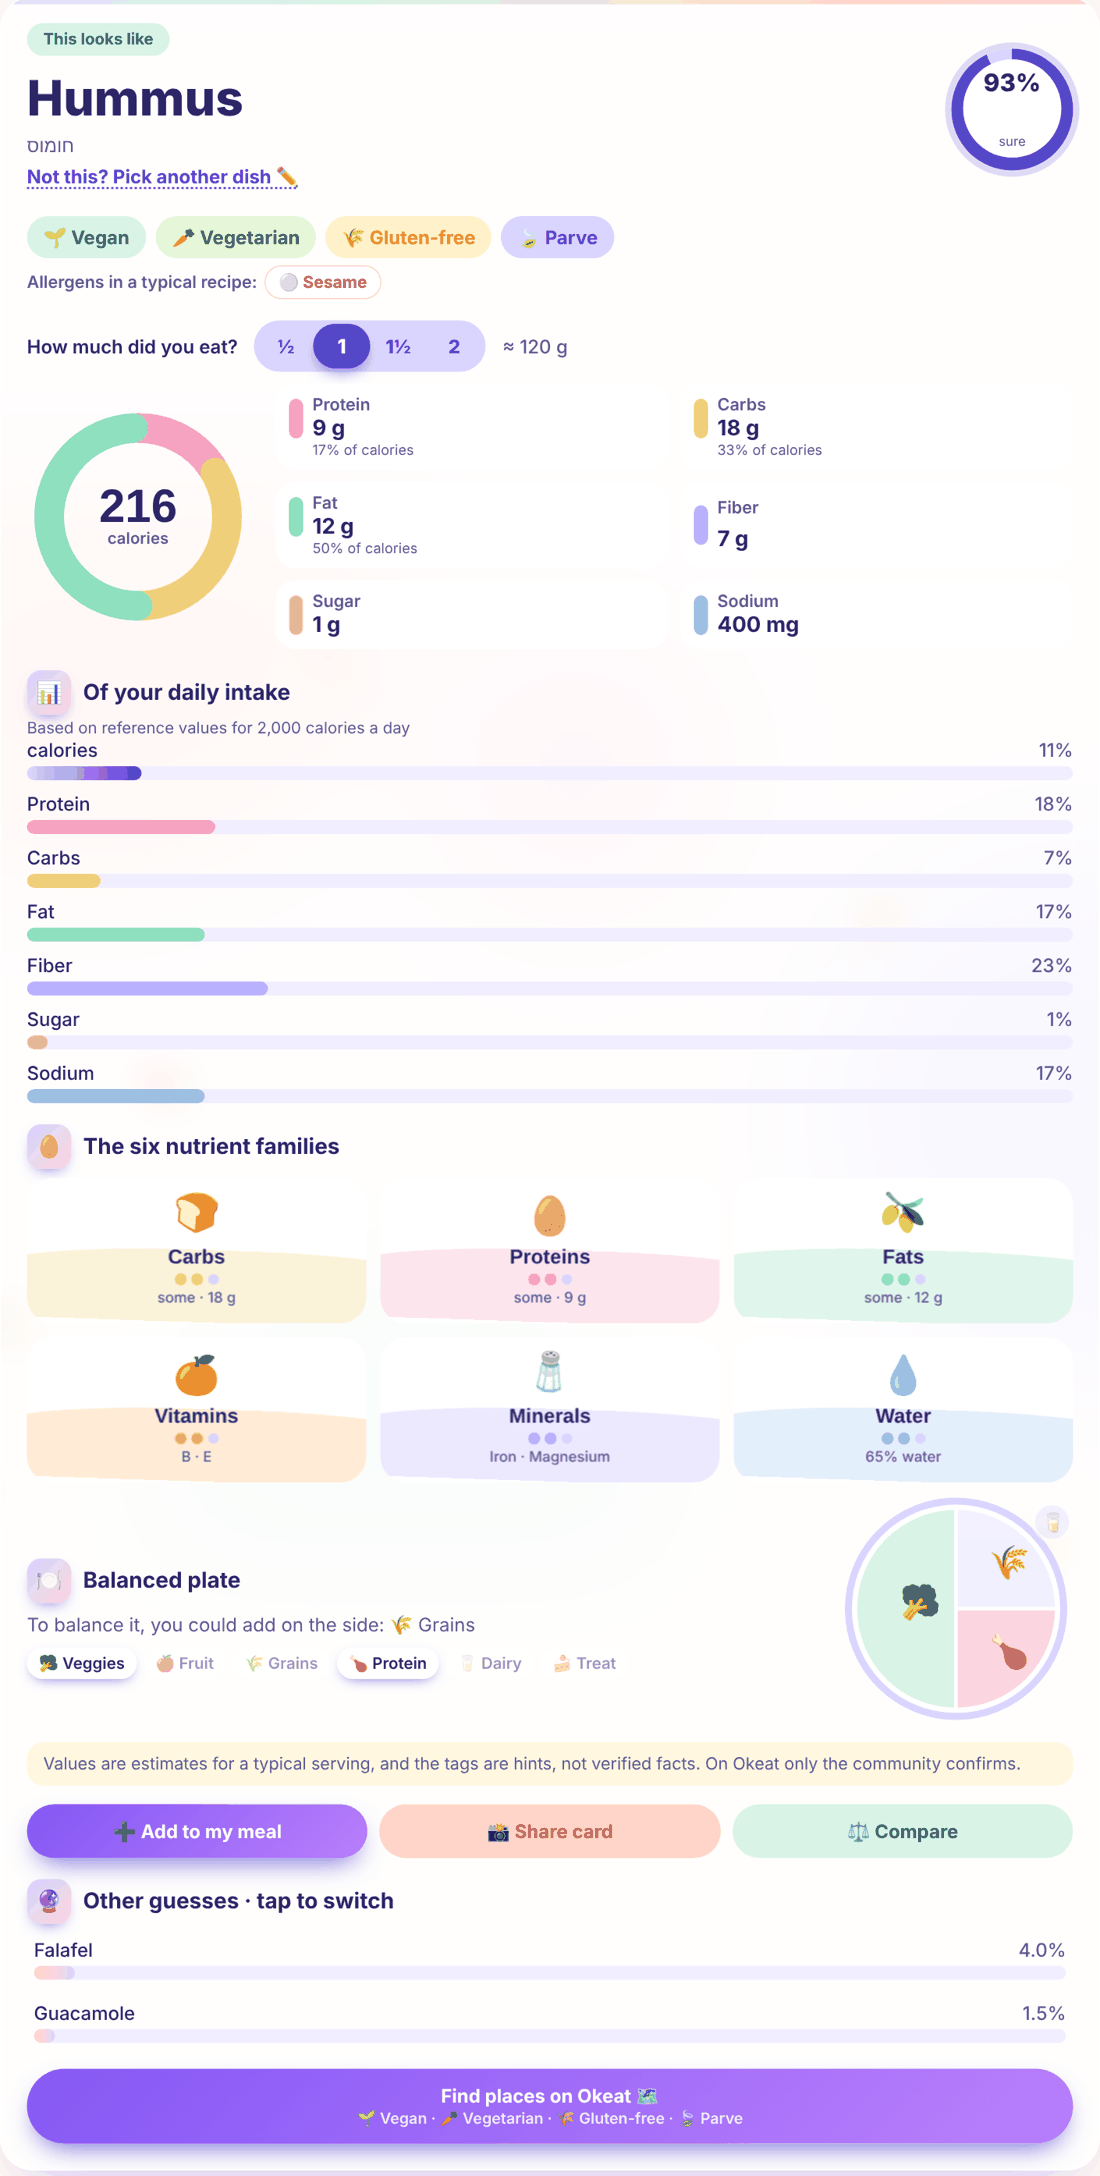 This looks like
Hummus
חומוס
Not this? Pick another dish ✏️
93%
sure
🌱 Vegan
🥕 Vegetarian
🌾 Gluten-free
🍃 Parve
Allergens in a typical recipe:
Sesame
How much did you eat?
½
1
1½
2
≈ 120 g
216
calories
Protein
9 g
17% of calories
Carbs
18 g
33% of calories
Fat
12 g
50% of calories
Fiber
7 g
Sugar
1 g
Sodium
400 mg
Of your daily intake
Based on reference values for 2,000 calories a day
calories 11%
Protein 18%
Carbs 7%
Fat 17%
Fiber 23%
Sugar 1%
Sodium 17%
The six nutrient families
Carbs
some · 18 g
Proteins
some · 9 g
Fats
some · 12 g
Vitamins
B · E
Minerals
Iron · Magnesium
Water
65% water
Balanced plate
To balance it, you could add on the side: 🌾 Grains
🥦 Veggies
🍑 Fruit
🌾 Grains
🍗 Protein
🥛 Dairy
🍰 Treat
Values are estimates for a typical serving, and the tags are hints, not verified facts. On Okeat only the community confirms.
➕ Add to my meal
📸 Share card
⚖️ Compare
Other guesses · tap to switch
Falafel 4.0%
Guacamole 1.5%
Find places on Okeat 🗺️
🌱 Vegan · 🥕 Vegetarian · 🌾 Gluten-free · 🍃 Parve